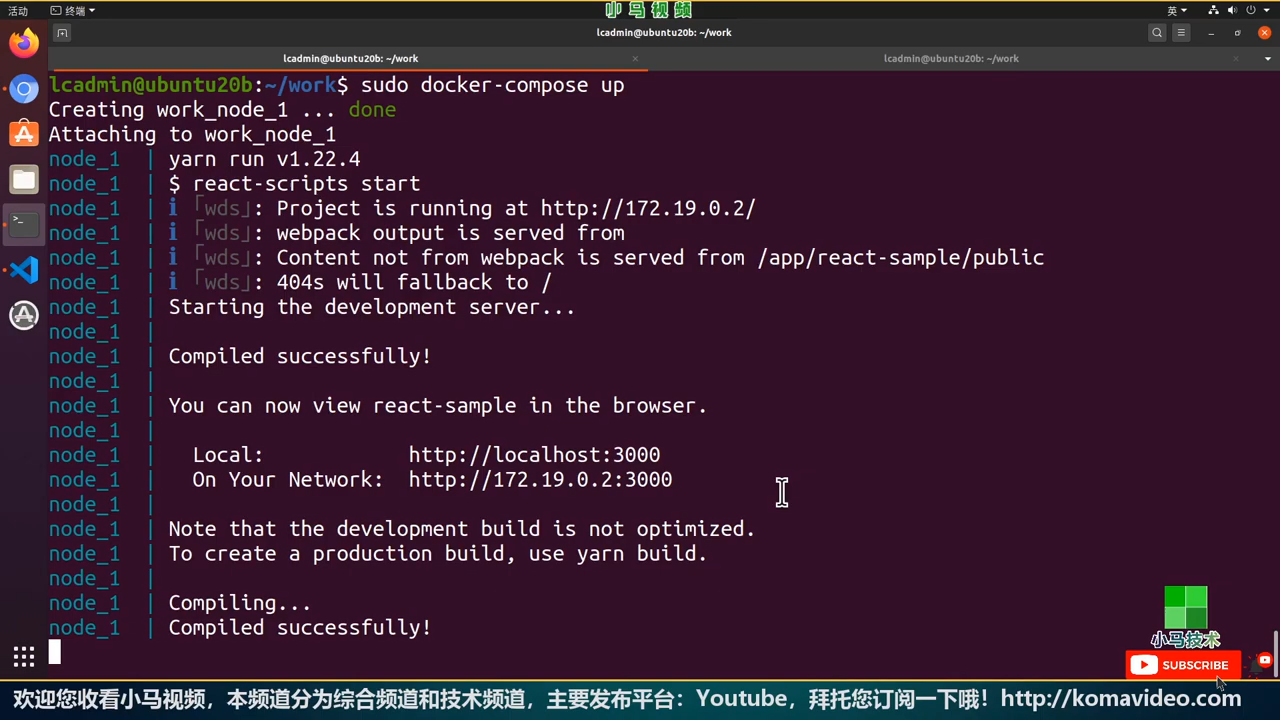 小马视频
活动 终端 英
lcadmin@ubuntu20b: ~/work
lcadmin@ubuntu20b: ~/work × lcadmin@ubuntu20b: ~/work ×
lcadmin@ubuntu20b:~/work$ sudo docker-compose up
Creating work_node_1 ... done
Attaching to work_node_1
node_1 | yarn run v1.22.4
node_1 | $ react-scripts start
node_1 | ℹ ｢wds｣: Project is running at http://172.19.0.2/
node_1 | ℹ ｢wds｣: webpack output is served from
node_1 | ℹ ｢wds｣: Content not from webpack is served from /app/react-sample/public
node_1 | ℹ ｢wds｣: 404s will fallback to /
node_1 | Starting the development server...
node_1 |
node_1 | Compiled successfully!
node_1 |
node_1 | You can now view react-sample in the browser.
node_1 |
node_1 | Local: http://localhost:3000
node_1 | On Your Network: http://172.19.0.2:3000
node_1 |
node_1 | Note that the development build is not optimized.
node_1 | To create a production build, use yarn build.
node_1 |
node_1 | Compiling...
node_1 | Compiled successfully!
小马技术
SUBSCRIBE
欢迎您收看小马视频，本频道分为综合频道和技术频道，主要发布平台：Youtube，拜托您订阅一下哦！http://komavideo.com